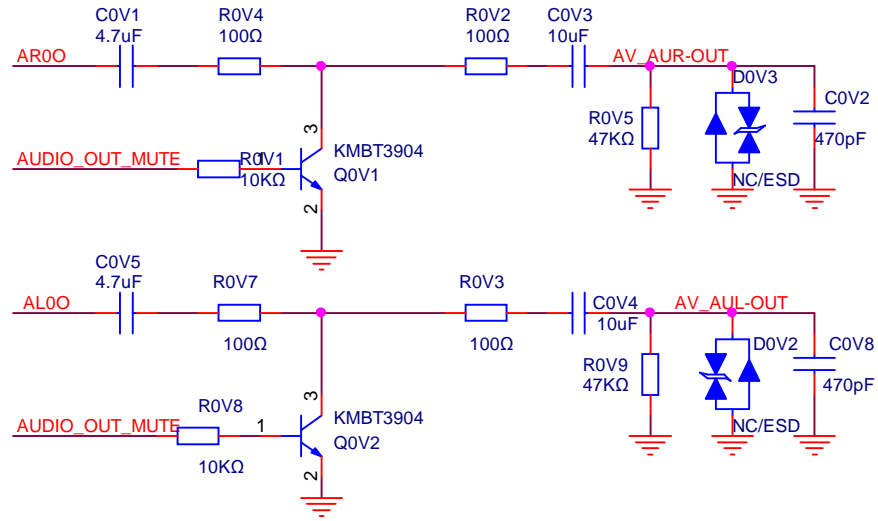 C0V1
4.7uF
R0V4
100Ω
R0V2
100Ω
C0V3
10uF
AR0O
AV_AUR-OUT
D0V3
C0V2
470pF
R0V5
47KΩ
NC/ESD
AUDIO_OUT_MUTE
R0V1
10KΩ
1
3
2
KMBT3904
Q0V1
C0V5
4.7uF
R0V7
100Ω
R0V3
100Ω
C0V4
10uF
AL0O
AV_AUL-OUT
D0V2
C0V8
470pF
R0V9
47KΩ
NC/ESD
AUDIO_OUT_MUTE
R0V8
10KΩ
1
3
2
KMBT3904
Q0V2